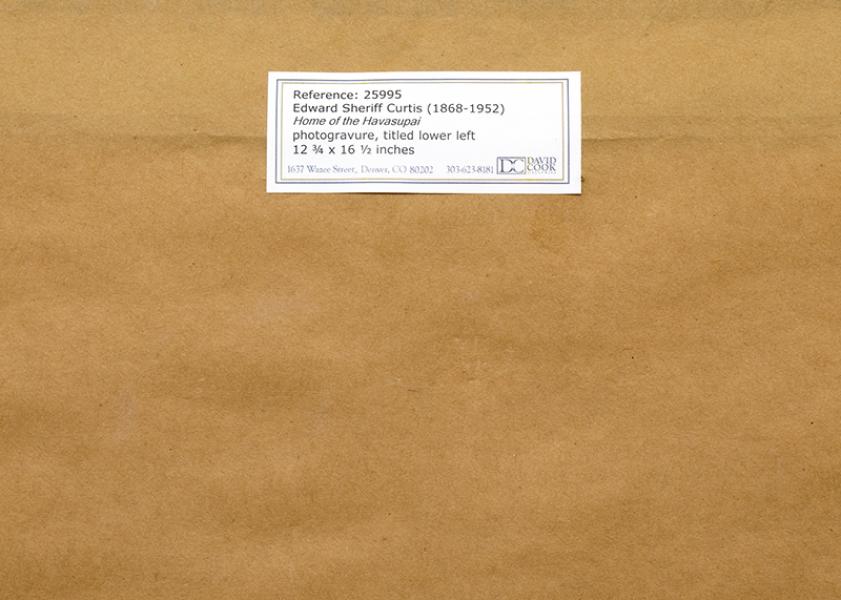 Reference: 25995
Edward Sheriff Curtis (1868-1952)
Home of the Havasupai
photogravure, titled lower left
12 ¾ x 16 ½ inches
1637 Wazee Street, Denver, CO 80202 303-623-8181 DC DAVID COOK